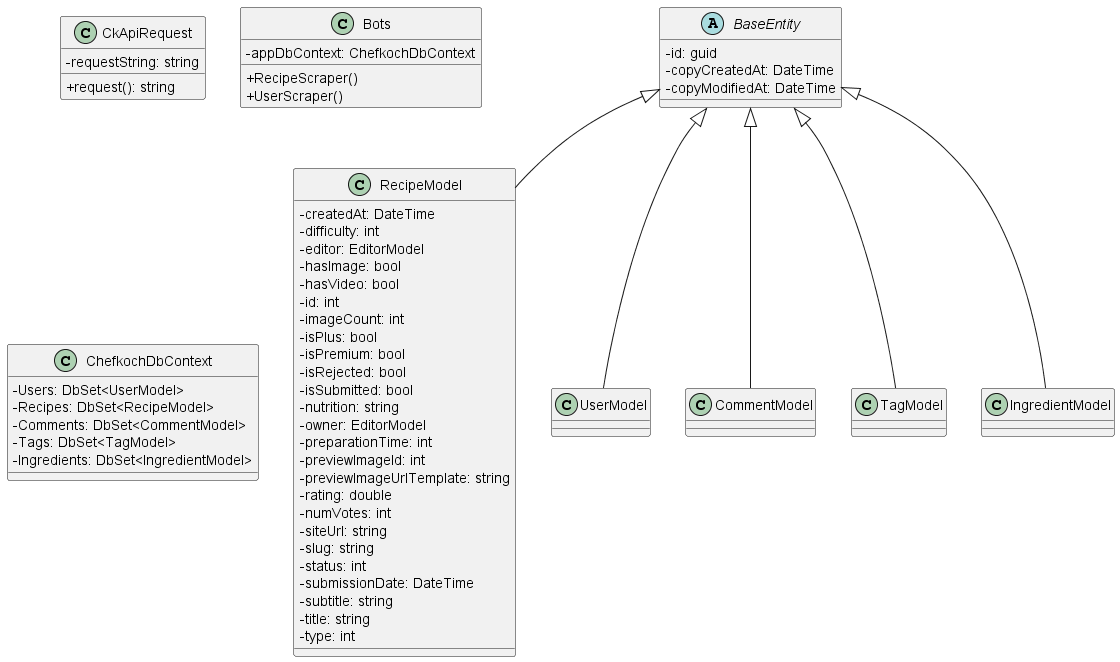 C CkApiRequest
-requestString: string
+request(): string
C Bots
-appDbContext: ChefkochDbContext
+RecipeScraper()
+UserScraper()
A BaseEntity
-id: guid
-copyCreatedAt: DateTime
-copyModifiedAt: DateTime
C RecipeModel
-createdAt: DateTime
-difficulty: int
-editor: EditorModel
-hasImage: bool
-hasVideo: bool
-id: int
-imageCount: int
-isPlus: bool
-isPremium: bool
-isRejected: bool
-isSubmitted: bool
-nutrition: string
-owner: EditorModel
-preparationTime: int
-previewImageId: int
-previewImageUrlTemplate: string
-rating: double
-numVotes: int
-siteUrl: string
-slug: string
-status: int
-submissionDate: DateTime
-subtitle: string
-title: string
-type: int
C ChefkochDbContext
-Users: DbSet<UserModel>
-Recipes: DbSet<RecipeModel>
-Comments: DbSet<CommentModel>
-Tags: DbSet<TagModel>
-Ingredients: DbSet<IngredientModel>
C UserModel
C CommentModel
C TagModel
C IngredientModel